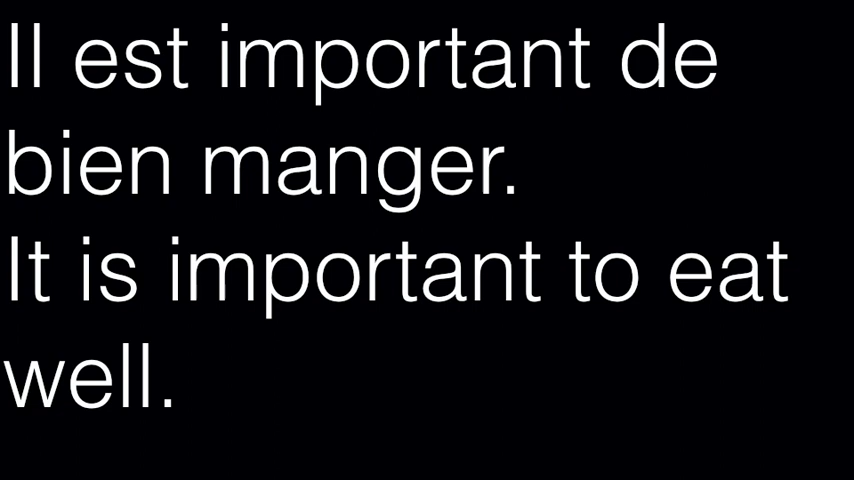 Il est important de
bien manger.
It is important to eat
well.